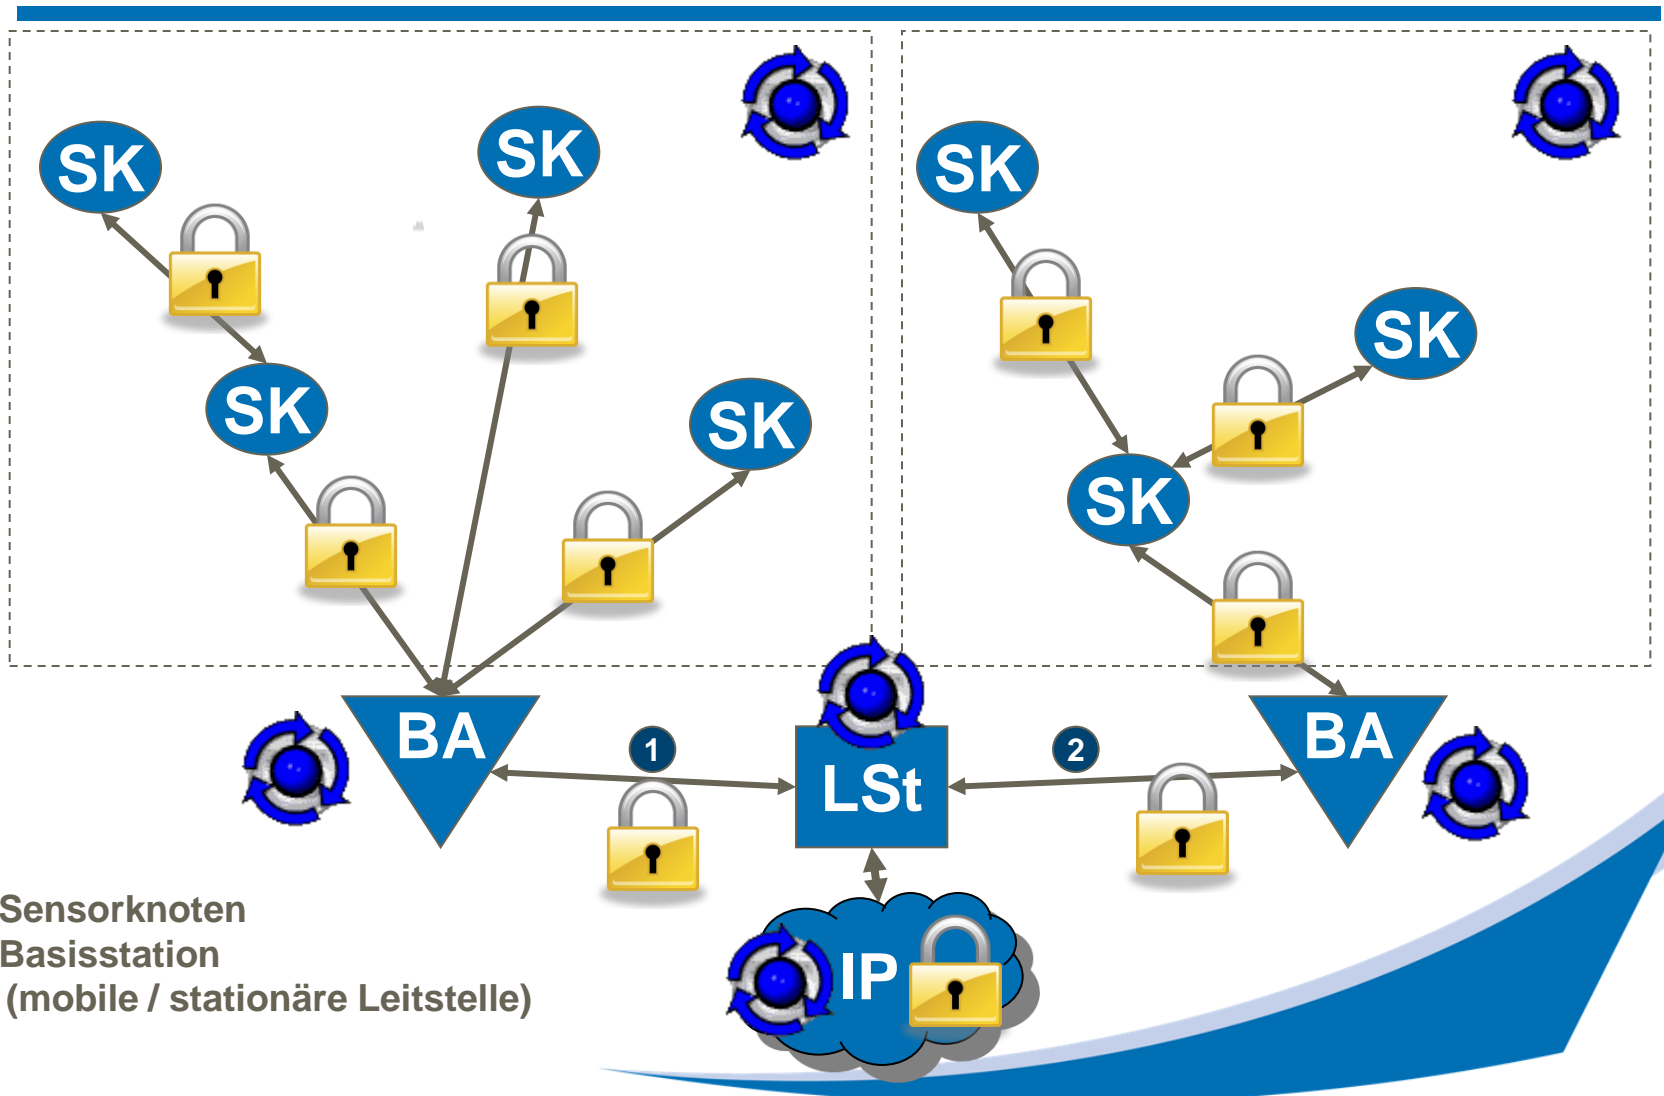 SK
SK
SK
SK
SK
SK
SK
SK
BA
1
LSt
2
BA
IP
Sensorknoten
Basisstation
(mobile / stationäre Leitstelle)